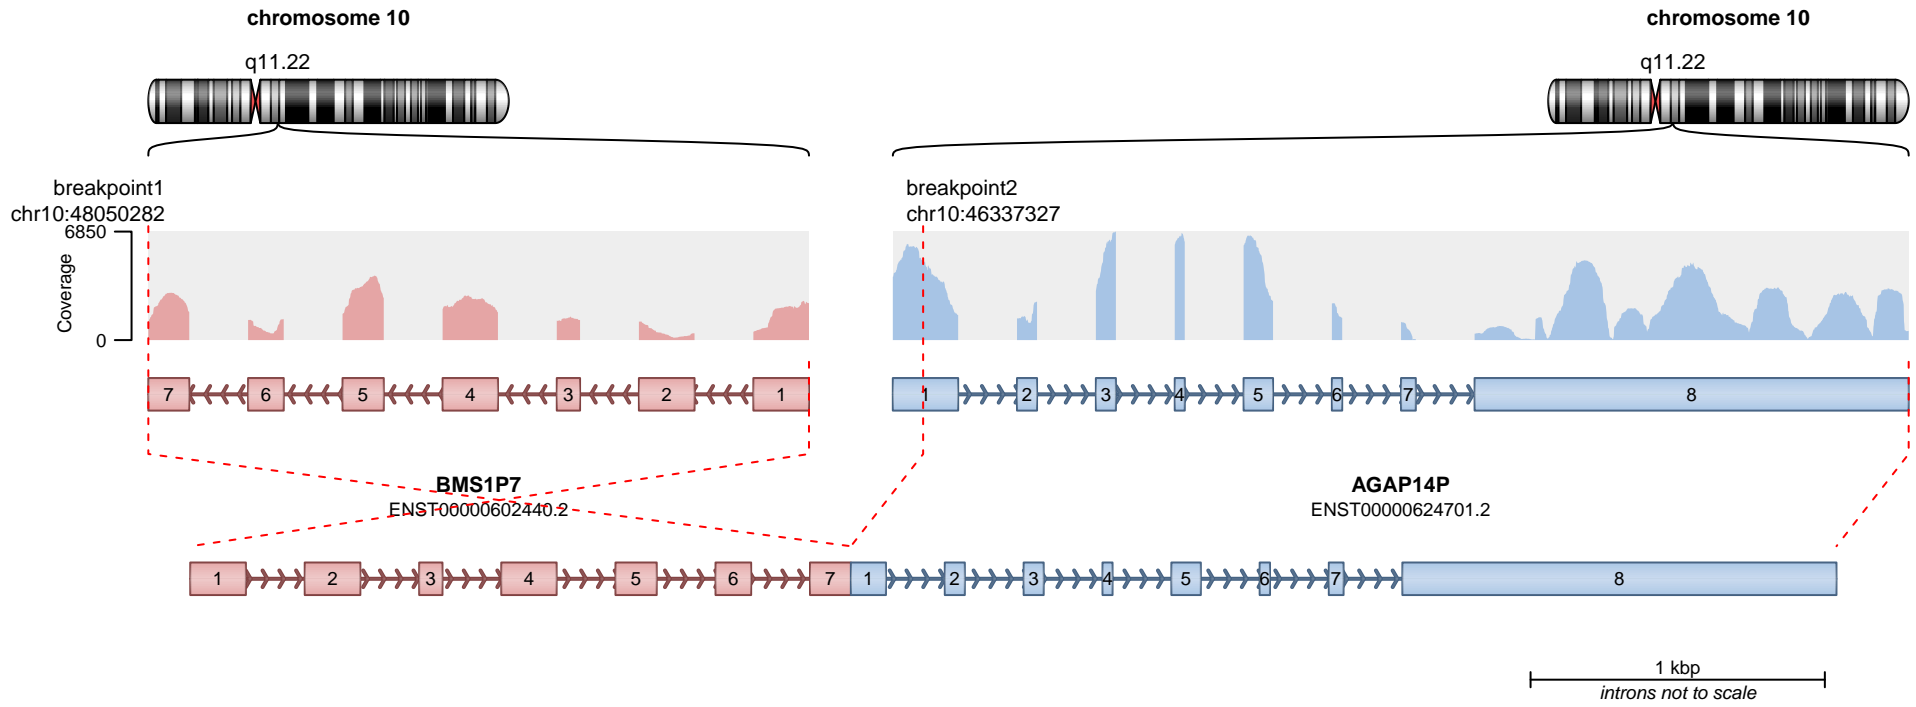 chromosome 10
chromosome 10
q11.22
q11.22
breakpoint1
chr10:48050282
breakpoint2
chr10:46337327
6850
Coverage
0
7 6 5 4 3 2 1
1 2 3 4 5 6 7 8
BMS1P7
ENST00000602440.2
AGAP14P
ENST00000624701.2
1 2 3 4 5 6 7 1 2 3 4 5 6 7 8
1 kbp
introns not to scale